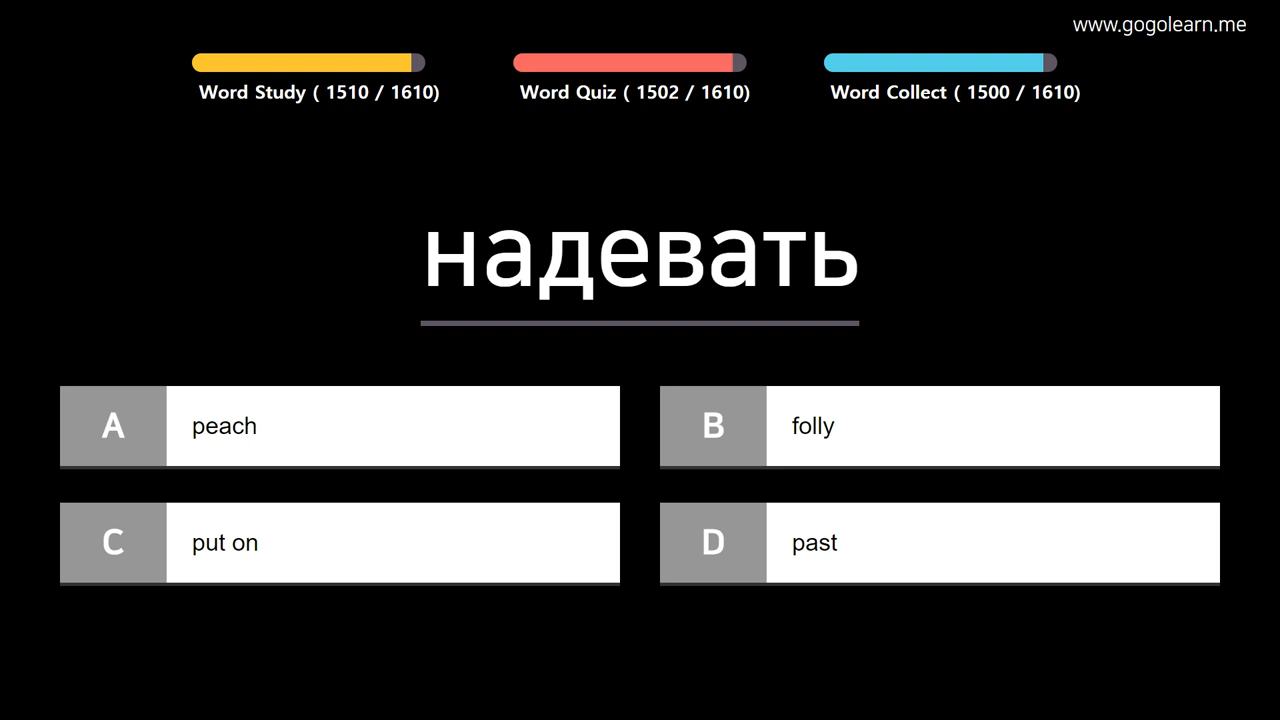 www.gogolearn.me
Word Study ( 1510 / 1610)
Word Quiz ( 1502 / 1610)
Word Collect ( 1500 / 1610)
надевать
A peach
B folly
C put on
D past